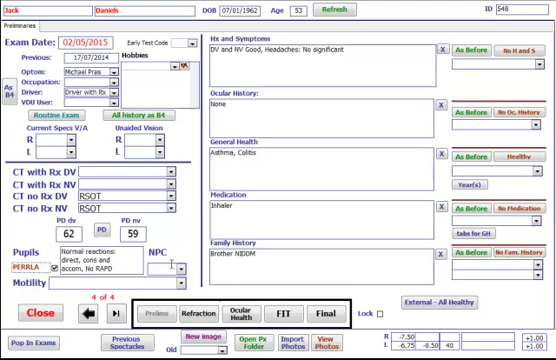 Jack Daniels DOB 07/01/1962 Age 53 Refresh ID 548
Preliminaries
Exam Date: 02/05/2015 Early Test Code
Previous: 17/07/2014 Hobbies
Optom: Michael Prais
Occupation:
Driver: Driver with Rx
VDU User:
As B4
Routine Exam All history as B4
Current Specs V/A Unaided Vision
R R
L L
CT with Rx DV
CT with Rx NV
CT no Rx DV RSOT
CT no Rx NV RSOT
PD dv PD nv
62 PD 59
Pupils Normal reactions: direct, cons and accom, No RAPD NPC
PERRLA
Motility
Hx and Symptoms
DV and NV Good, Headaches: No significant
X As Before No H and S
Ocular History:
None
X As Before No Oc. History
General Health
Asthma, Colitis
X As Before Healthy
Year(s)
Medication
Inhaler
X As Before No Medication
tabs for GH
Family History
Brother NIDDM
X As Before No Fam. History
4 of 4
External - All Healthy
Close Prelims Refraction Ocular Health FIT Final Lock
Pop In Exams Previous Spectacles New Image Open Px Folder Import Photos View Photos
Old
R -7.50 +1.00
L -6.75 -0.50 40 +1.00